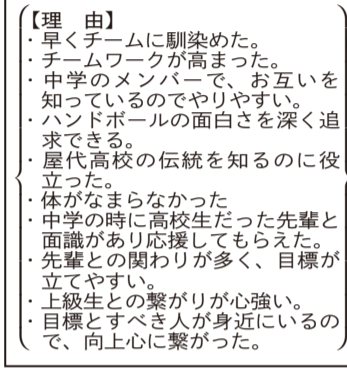 【理　由】
・早くチームに馴染めた。
・チームワークが高まった。
・中学のメンバーで、お互いを
知っているのでやりやすい。
・ハンドボールの面白さを深く追
求できる。
・屋代高校の伝統を知るのに役
立った。
・体がなまらなかった
・中学の時に高校生だった先輩と
面識があり応援してもらえた。
・先輩との関わりが多く、目標が
立てやすい。
・上級生との繋がりが心強い。
・目標とすべき人が身近にいるの
で、向上心に繋がった。